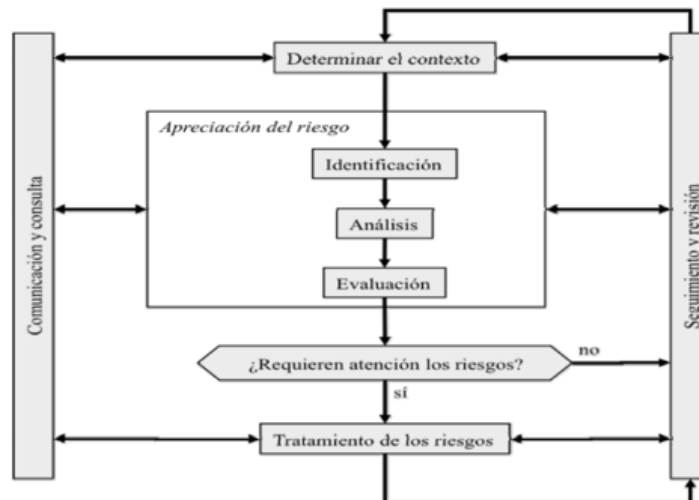 Determinar el contexto
Apreciación del riesgo
Identificación
Análisis
Evaluación
Comunicación y consulta
Seguimiento y revisión
¿Requieren atención los riesgos?
no
sí
Tratamiento de los riesgos